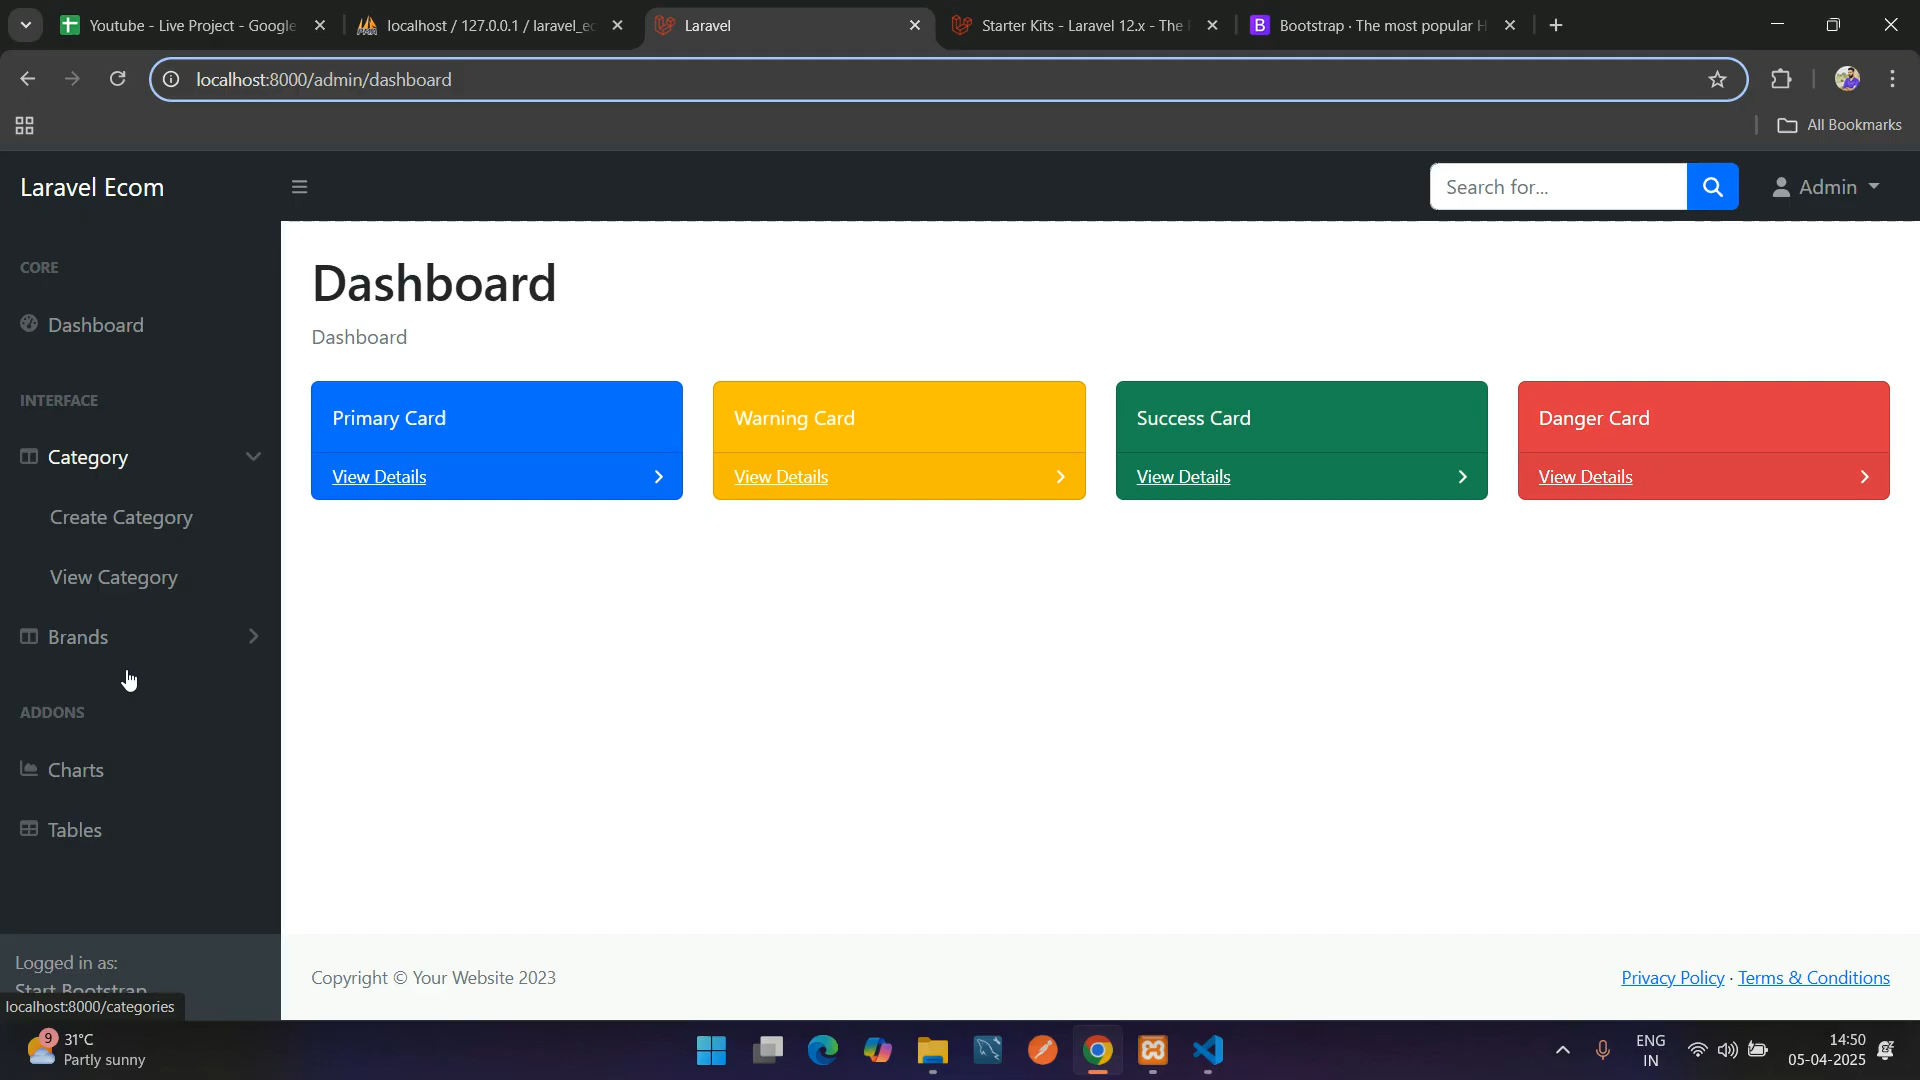 Youtube - Live Project - Google
localhost / 127.0.0.1 / laravel_ec
Laravel
Starter Kits - Laravel 12.x - The
Bootstrap · The most popular H
localhost:8000/admin/dashboard
All Bookmarks
Laravel Ecom
Search for...
Admin
CORE
Dashboard
INTERFACE
Category
Create Category
View Category
Brands
ADDONS
Charts
Tables
Logged in as:
Start Bootstrap
localhost:8000/categories
Dashboard
Dashboard
Primary Card
View Details
Warning Card
View Details
Success Card
View Details
Danger Card
View Details
Copyright © Your Website 2023
Privacy Policy · Terms & Conditions
9
31°C
Partly sunny
ENG
IN
14:50
05-04-2025